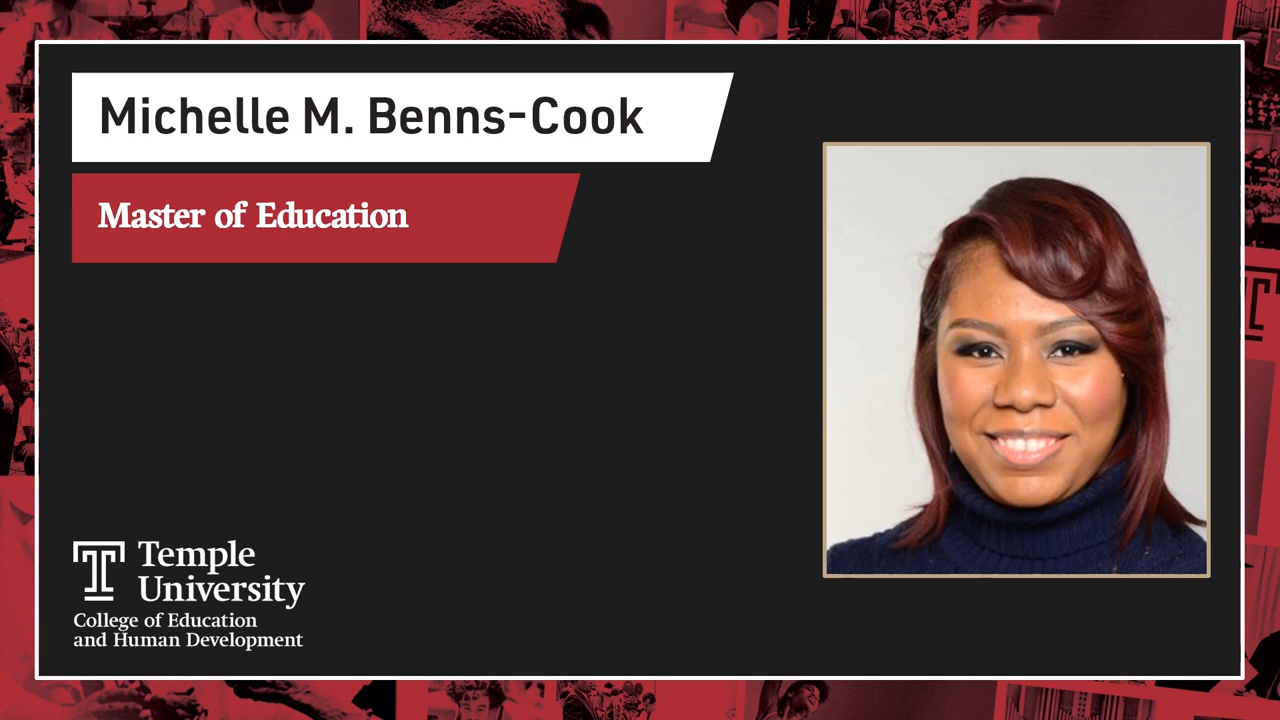 Michelle M. Benns-Cook
Master of Education
Temple
University
College of Education
and Human Development